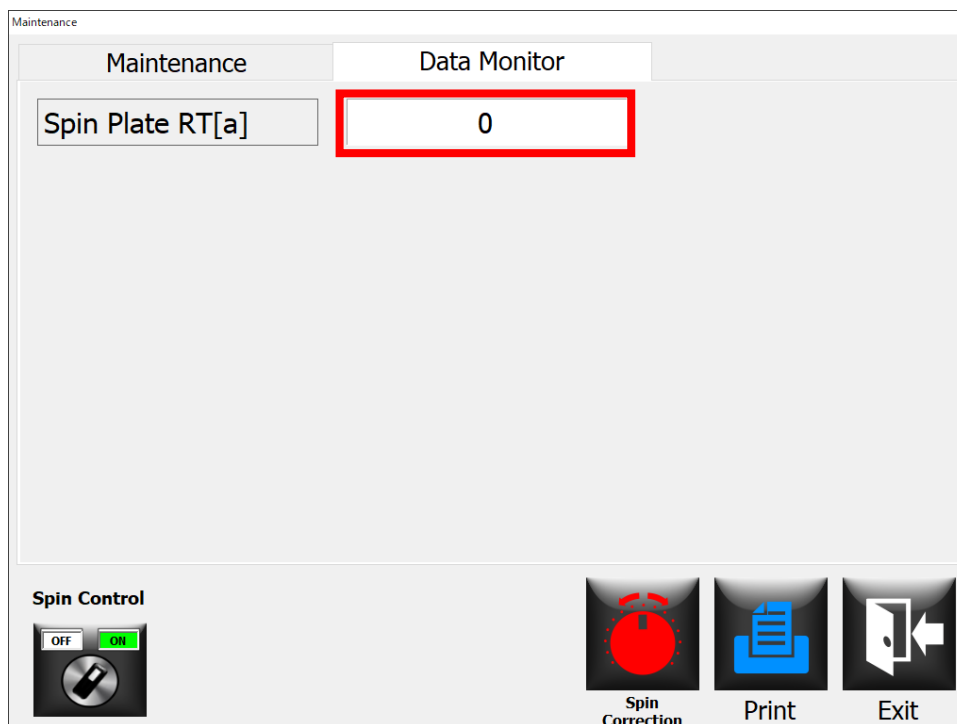 Maintenance
Maintenance
Data Monitor
Spin Plate RT[a]
0
Spin Control
OFF
ON
Spin
Correction
Print
Exit